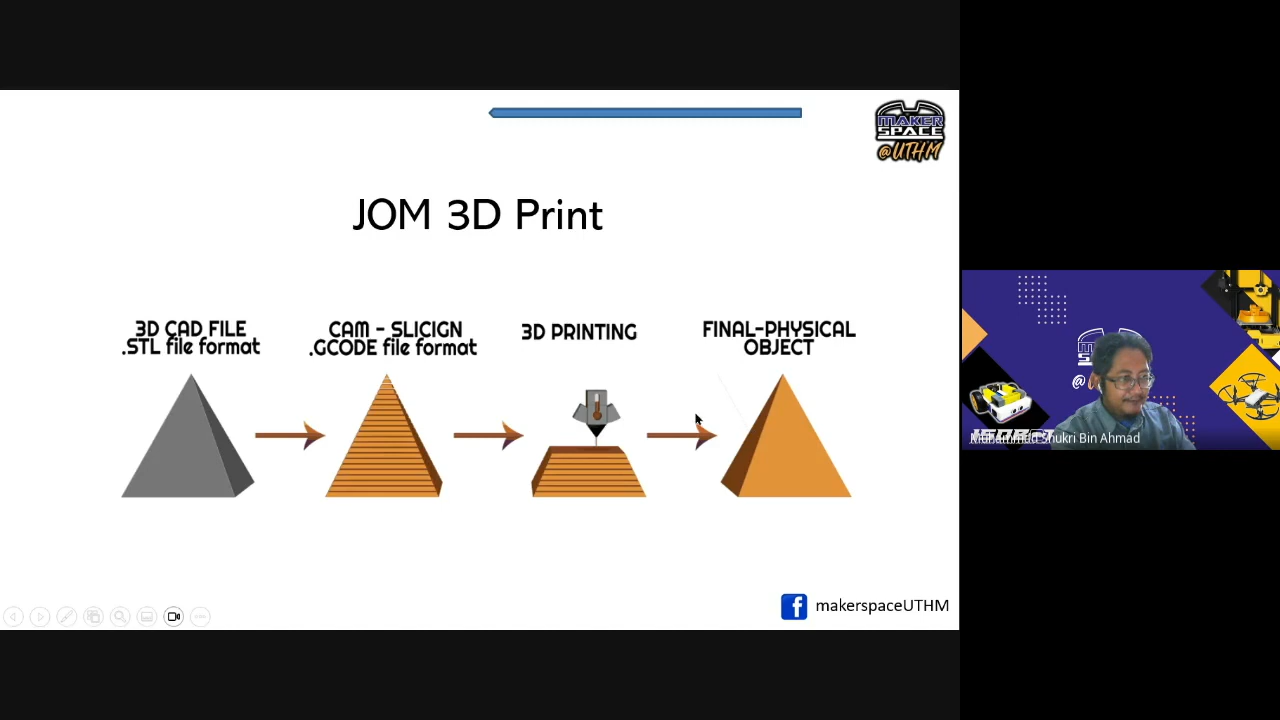 MAKER
SPACE
@UTHM
JOM 3D Print
3D CAD FILE
.STL file format
CAM - SLICIGN
.GCODE file format
3D PRINTING
FINAL-PHYSICAL
OBJECT
makerspaceUTHM
Shukri Bin Ahmad